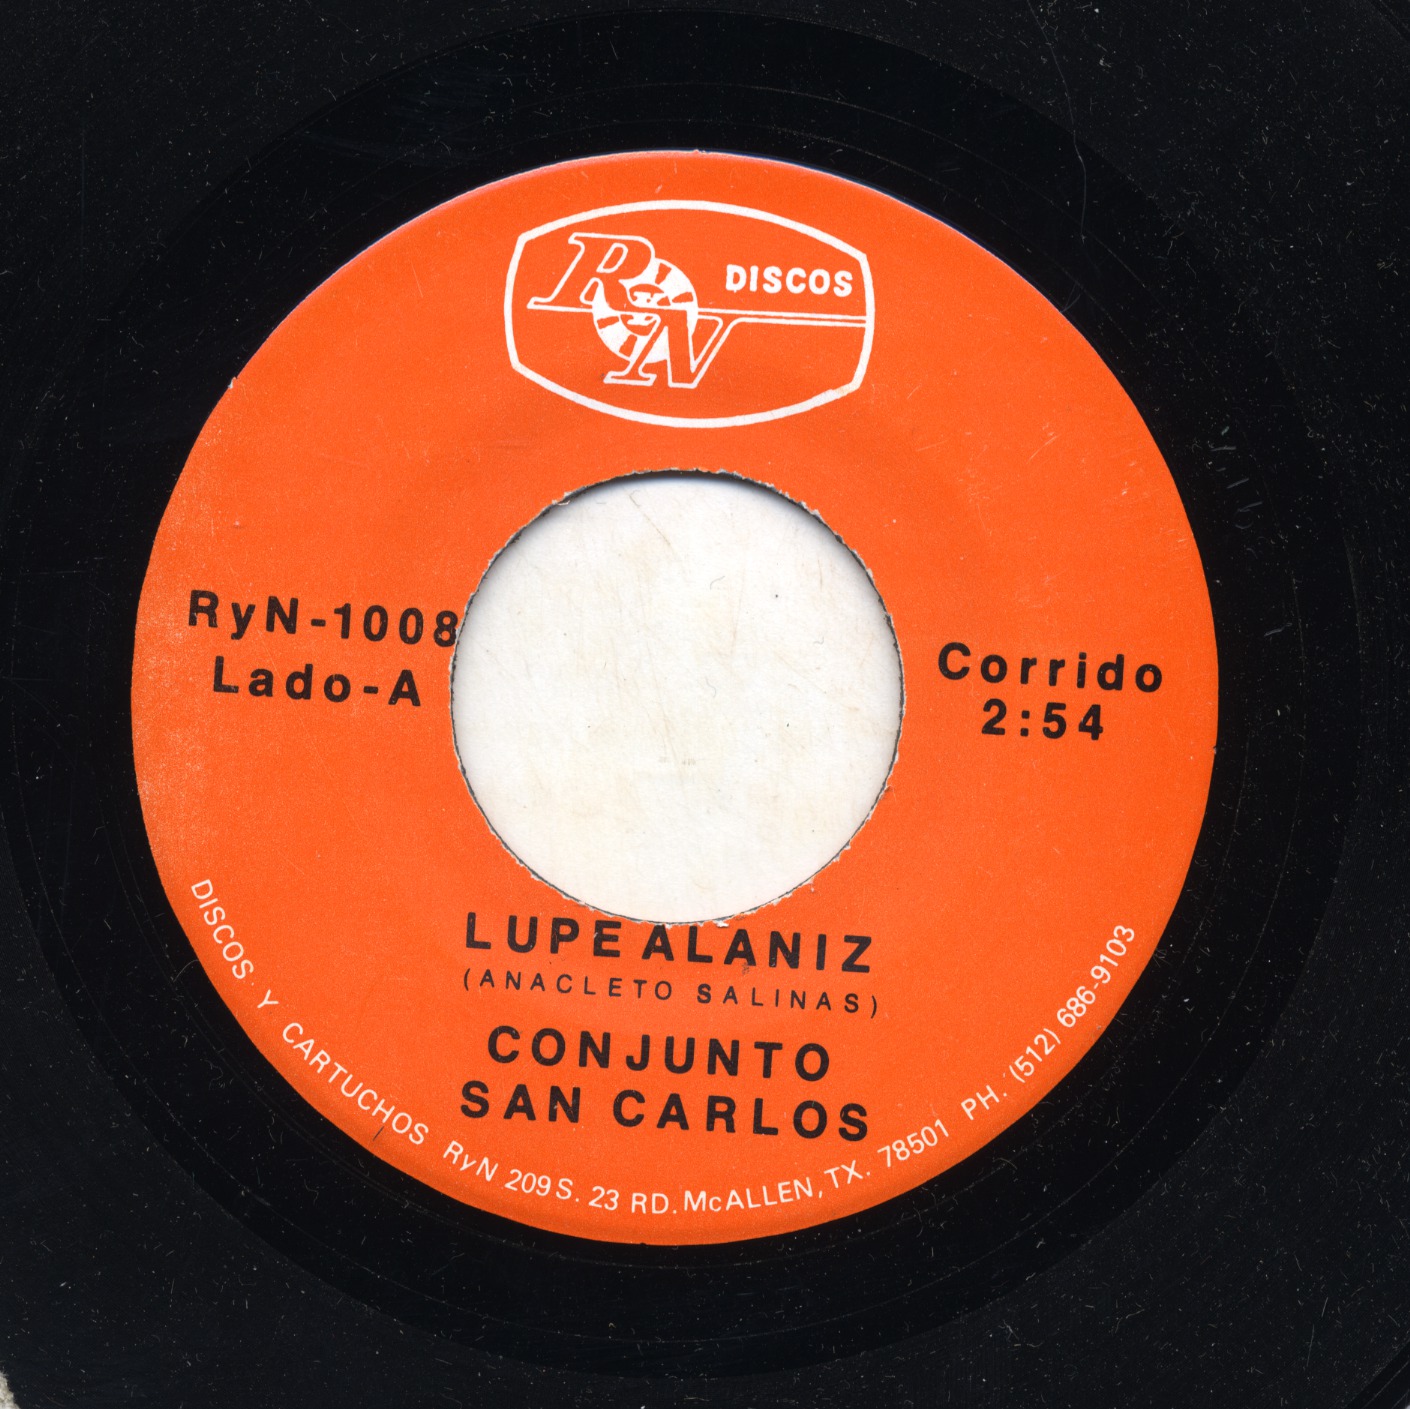 RyN DISCOS
RyN-1008
Lado-A
Corrido
2:54
LUPE ALANIZ
(ANACLETO SALINAS)
CONJUNTO
SAN CARLOS
DISCOS Y CARTUCHOS RyN 209 S. 23 RD. McALLEN, TX. 78501 PH. (512) 686-9103